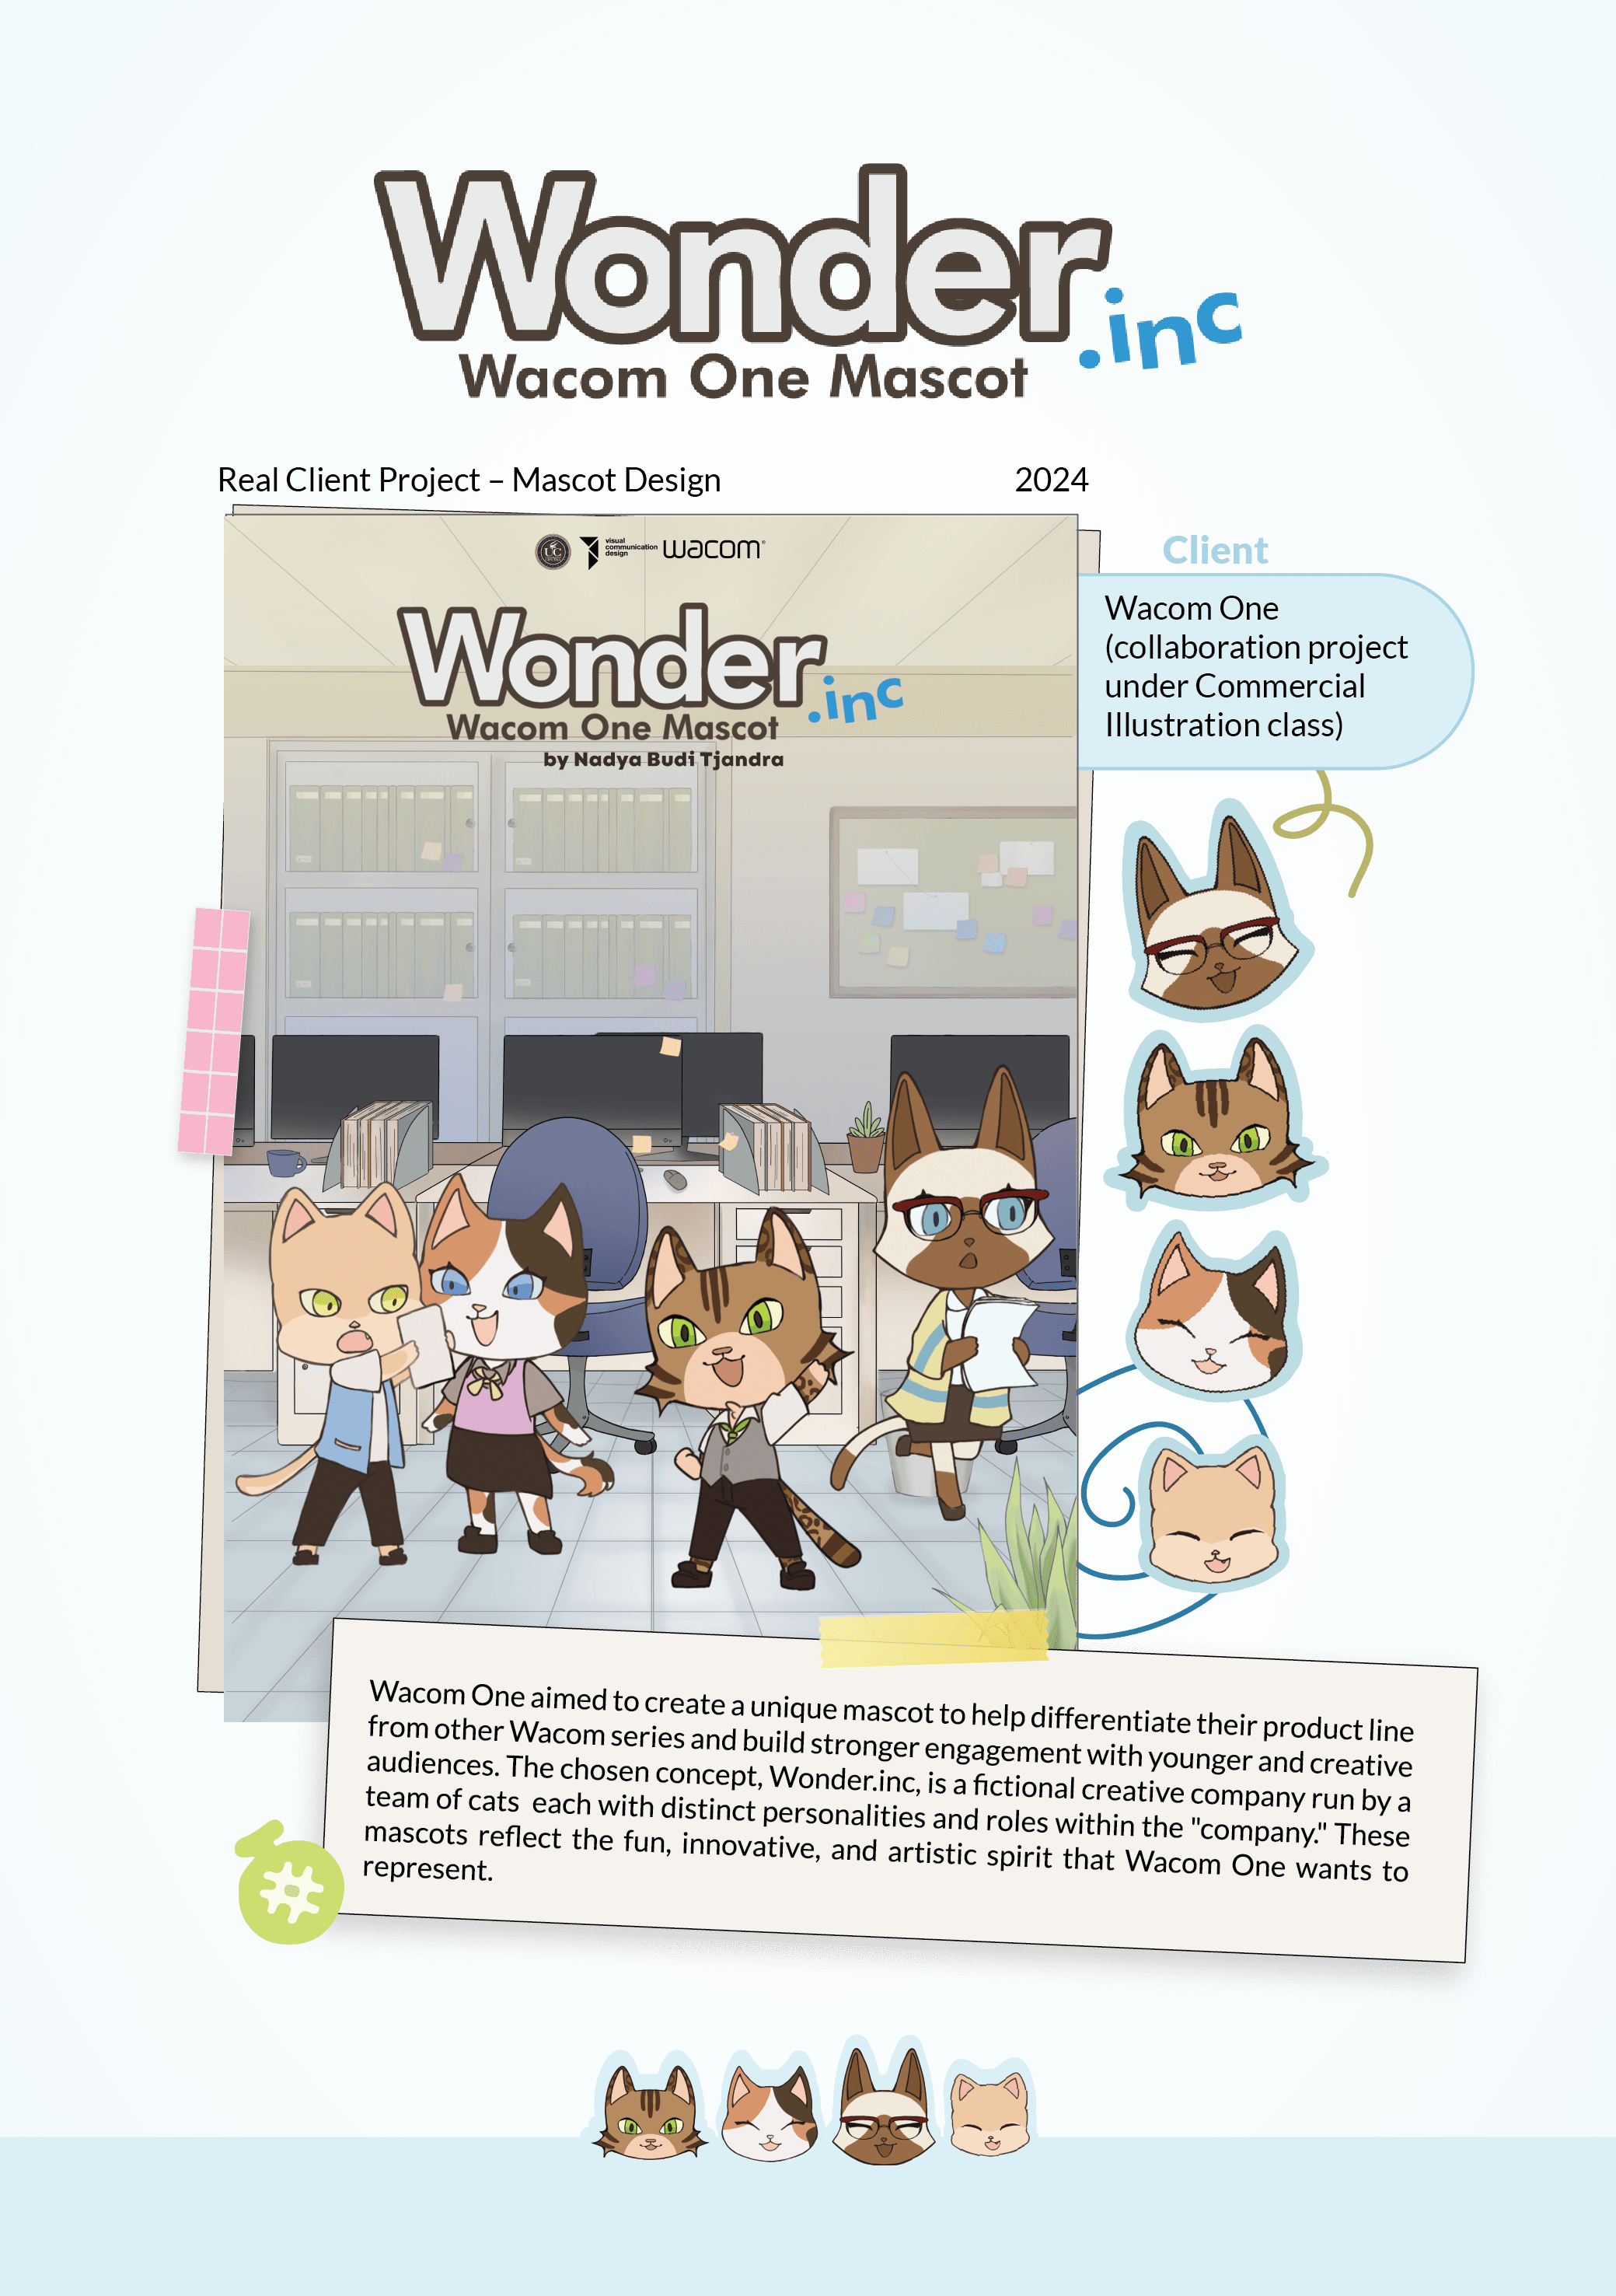 Wonder
.inc
Wacom One Mascot
Real Client Project – Mascot Design
2024
UC
visual
communication
design
wacom
Wonder
.inc
Wacom One Mascot
by Nadya Budi Tjandra
Client
Wacom One
(collaboration project
under Commercial
Illustration class)
Wacom One aimed to create a unique mascot to help differentiate their product line
from other Wacom series and build stronger engagement with younger and creative
audiences. The chosen concept, Wonder.inc, is a fictional creative company run by a
team of cats  each with distinct personalities and roles within the "company." These
mascots reflect the fun, innovative, and artistic spirit that Wacom One wants to
represent.
#